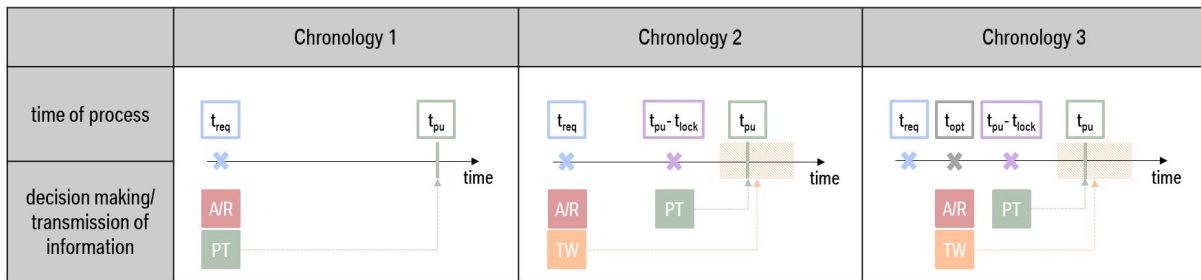 Chronology 1
Chronology 2
Chronology 3
time of process
t_req
t_pu
time
t_req
t_pu - t_lock
t_pu
time
t_req
t_opt
t_pu - t_lock
t_pu
time
decision making/
transmission of
information
A/R
PT
A/R
PT
TW
A/R
PT
TW